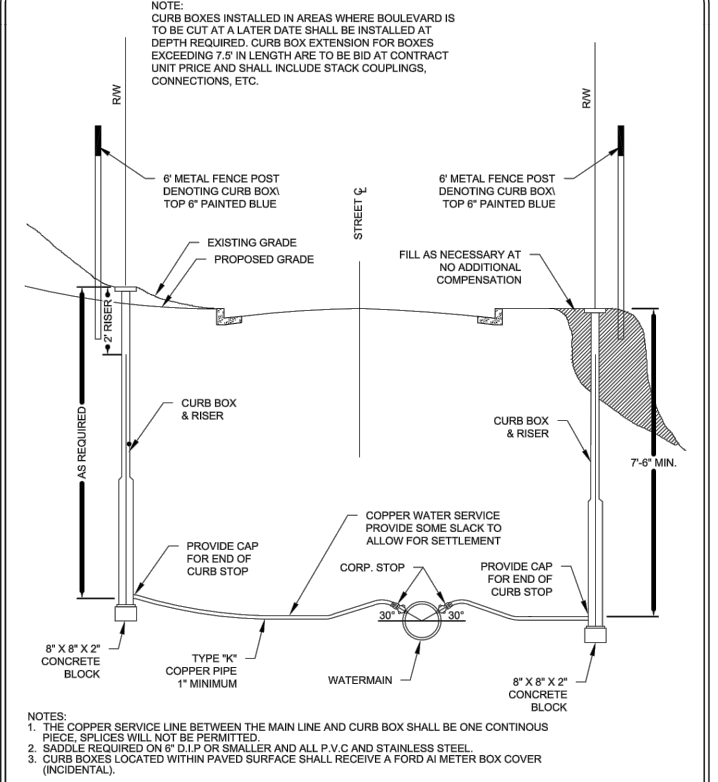 NOTE:
CURB BOXES INSTALLED IN AREAS WHERE BOULEVARD IS
TO BE CUT AT A LATER DATE SHALL BE INSTALLED AT
DEPTH REQUIRED. CURB BOX EXTENSION FOR BOXES
EXCEEDING 7.5' IN LENGTH ARE TO BE BID AT CONTRACT
UNIT PRICE AND SHALL INCLUDE STACK COUPLINGS,
CONNECTIONS, ETC.
R/W
R/W
6' METAL FENCE POST
DENOTING CURB BOX\
TOP 6" PAINTED BLUE
6' METAL FENCE POST
DENOTING CURB BOX\
TOP 6" PAINTED BLUE
STREET ℄
EXISTING GRADE
PROPOSED GRADE
FILL AS NECESSARY AT
NO ADDITIONAL
COMPENSATION
2' RISER
AS REQUIRED
CURB BOX
& RISER
CURB BOX
& RISER
7'-6" MIN.
COPPER WATER SERVICE
PROVIDE SOME SLACK TO
ALLOW FOR SETTLEMENT
PROVIDE CAP
FOR END OF
CURB STOP
CORP. STOP
PROVIDE CAP
FOR END OF
CURB STOP
30°
30°
8" X 8" X 2"
CONCRETE
BLOCK
TYPE "K"
COPPER PIPE
1" MINIMUM
WATERMAIN
8" X 8" X 2"
CONCRETE
BLOCK
NOTES:
1. THE COPPER SERVICE LINE BETWEEN THE MAIN LINE AND CURB BOX SHALL BE ONE CONTINOUS
PIECE, SPLICES WILL NOT BE PERMITTED.
2. SADDLE REQUIRED ON 6" D.I.P OR SMALLER AND ALL P.V.C AND STAINLESS STEEL.
3. CURB BOXES LOCATED WITHIN PAVED SURFACE SHALL RECEIVE A FORD AI METER BOX COVER
(INCIDENTAL).